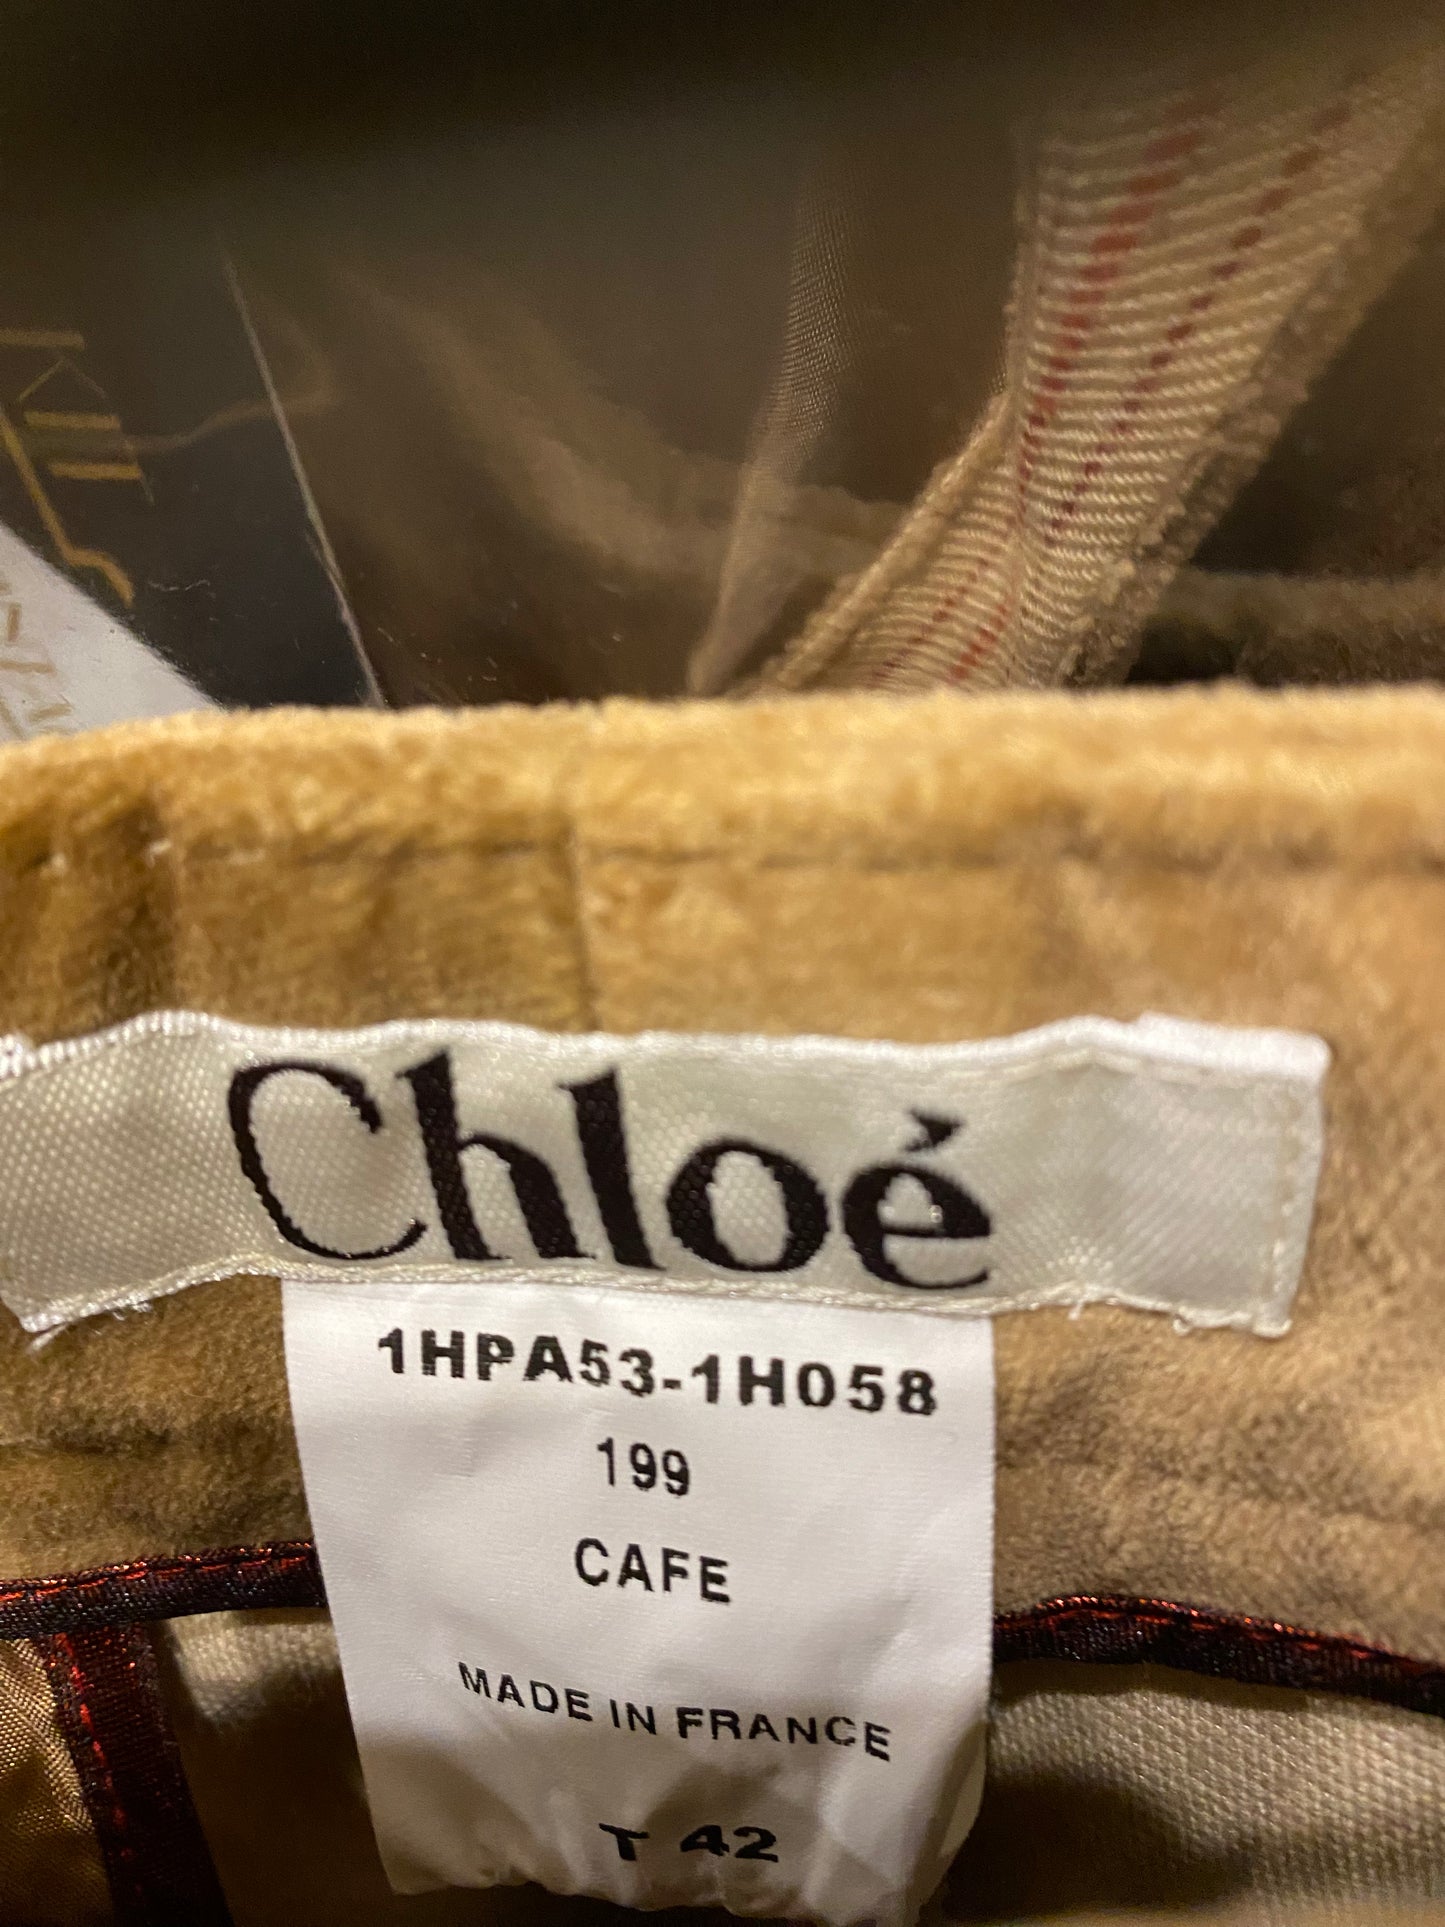 Chloé
1HPA53-1H058
199
CAFE
MADE IN FRANCE
T 42